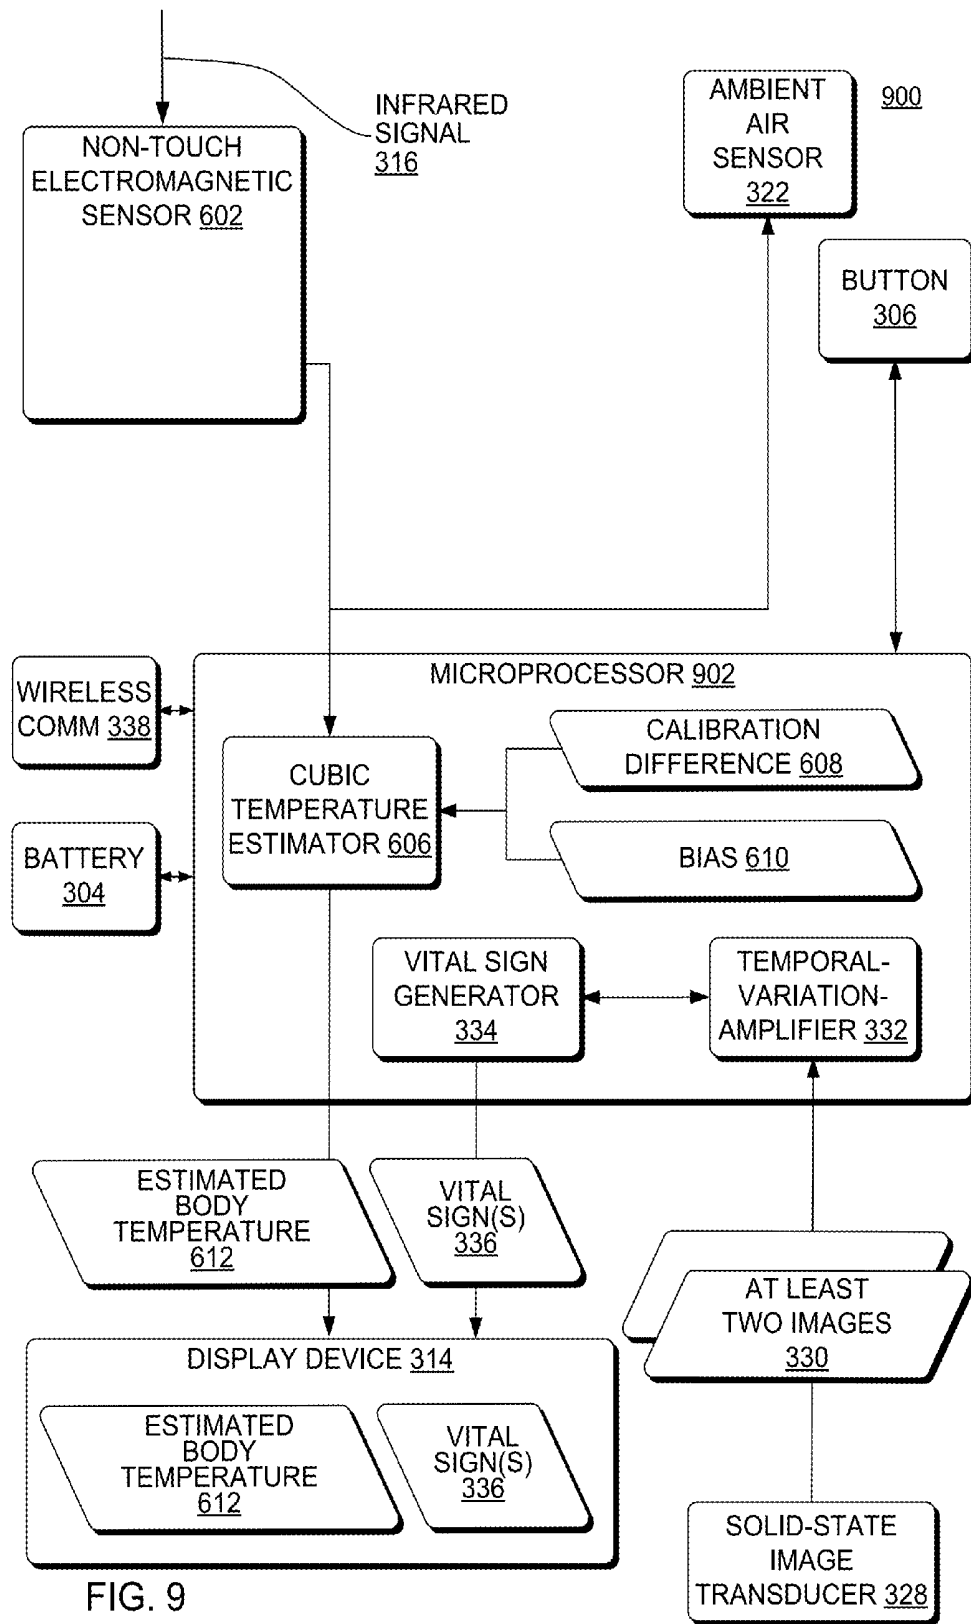 INFRARED
SIGNAL
316
AMBIENT
AIR
SENSOR
322
900
NON-TOUCH
ELECTROMAGNETIC
SENSOR 602
BUTTON
306
MICROPROCESSOR 902
WIRELESS
COMM 338
CALIBRATION
DIFFERENCE 608
CUBIC
TEMPERATURE
ESTIMATOR 606
BATTERY
304
BIAS 610
VITAL SIGN
GENERATOR
334
TEMPORAL-
VARIATION-
AMPLIFIER 332
ESTIMATED
BODY
TEMPERATURE
612
VITAL
SIGN(S)
336
AT LEAST
TWO IMAGES
330
DISPLAY DEVICE 314
ESTIMATED
BODY
TEMPERATURE
612
VITAL
SIGN(S)
336
SOLID-STATE
IMAGE
TRANSDUCER 328
FIG. 9